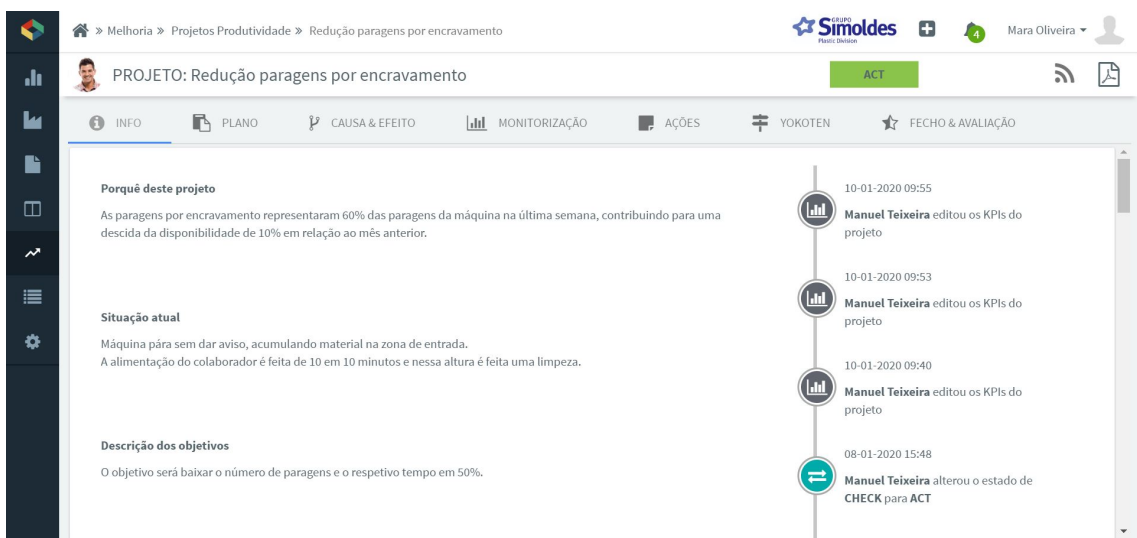 » Melhoria » Projetos Produtividade » Redução paragens por encravamento
GRUPO
Simoldes
Plastic Division
4
Mara Oliveira
PROJETO: Redução paragens por encravamento
ACT
INFO
PLANO
CAUSA & EFEITO
MONITORIZAÇÃO
AÇÕES
YOKOTEN
FECHO & AVALIAÇÃO
Porquê deste projeto
As paragens por encravamento representaram 60% das paragens da máquina na última semana, contribuindo para uma
descida da disponibilidade de 10% em relação ao mês anterior.
Situação atual
Máquina pára sem dar aviso, acumulando material na zona de entrada.
A alimentação do colaborador é feita de 10 em 10 minutos e nessa altura é feita uma limpeza.
Descrição dos objetivos
O objetivo será baixar o número de paragens e o respetivo tempo em 50%.
10-01-2020 09:55
Manuel Teixeira editou os KPIs do
projeto
10-01-2020 09:53
Manuel Teixeira editou os KPIs do
projeto
10-01-2020 09:40
Manuel Teixeira editou os KPIs do
projeto
08-01-2020 15:48
Manuel Teixeira alterou o estado de
CHECK para ACT